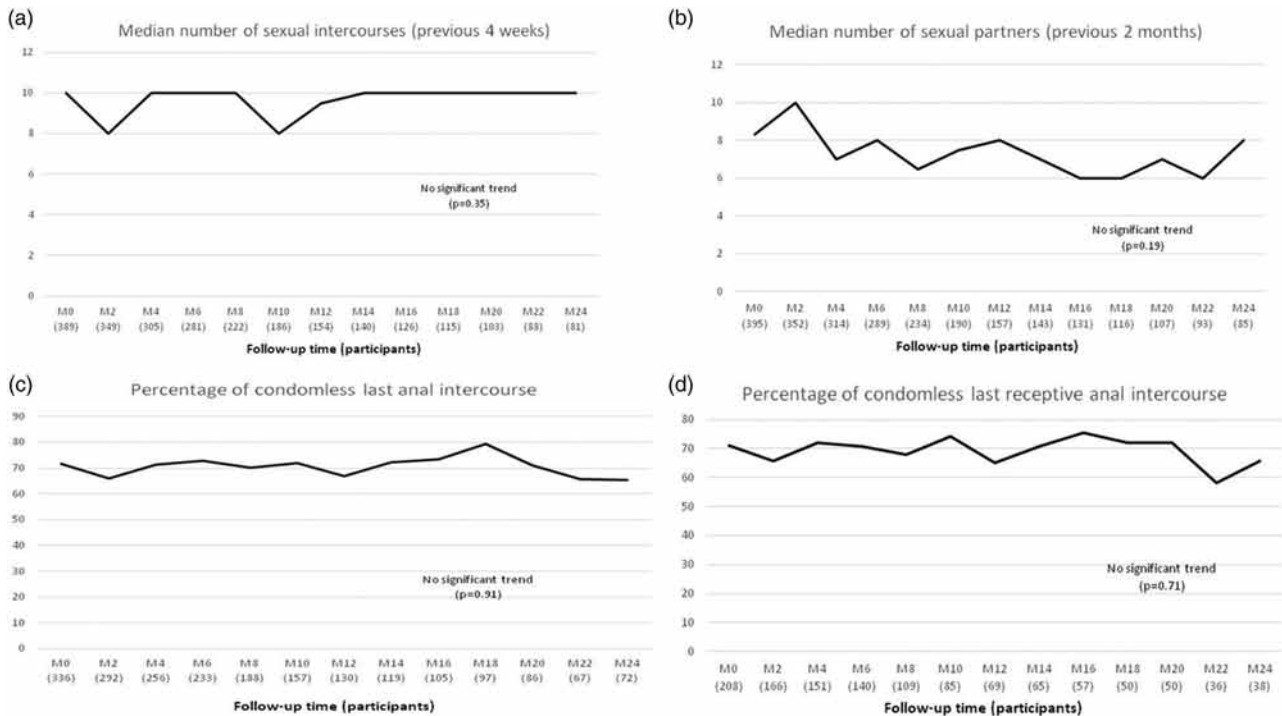 (a)
Median number of sexual intercourses (previous 4 weeks)
12
10
8
6
4
2
0
No significant trend
(p=0.35)
M0 M2 M4 M6 M8 M10 M12 M14 M16 M18 M20 M22 M24
(389) (349) (305) (281) (222) (186) (154) (140) (126) (115) (103) (88) (81)
Follow-up time (participants)
(b)
Median number of sexual partners (previous 2 months)
12
10
8
6
4
2
0
No significant trend
(p=0.19)
M0 M2 M4 M6 M8 M10 M12 M14 M16 M18 M20 M22 M24
(395) (352) (314) (289) (234) (190) (157) (143) (131) (116) (107) (93) (85)
Follow-up time (participants)
(c)
Percentage of condomless last anal intercourse
90
80
70
60
50
40
30
20
10
0
No significant trend
(p=0.91)
M0 M2 M4 M6 M8 M10 M12 M14 M16 M18 M20 M22 M24
(336) (292) (256) (233) (188) (157) (130) (119) (105) (97) (86) (67) (72)
Follow-up time (participants)
(d)
Percentage of condomless last receptive anal intercourse
80
70
60
50
40
30
20
10
0
No significant trend
(p=0.71)
M0 M2 M4 M6 M8 M10 M12 M14 M16 M18 M20 M22 M24
(208) (166) (151) (140) (109) (85) (69) (65) (57) (50) (50) (36) (38)
Follow-up time (participants)